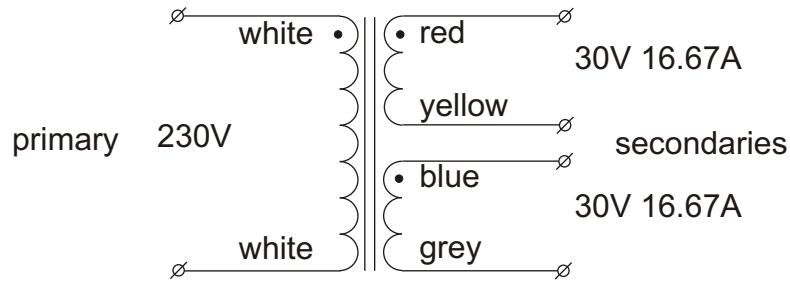 white
red
30V 16.67A
yellow
primary
230V
secondaries
blue
30V 16.67A
white
grey